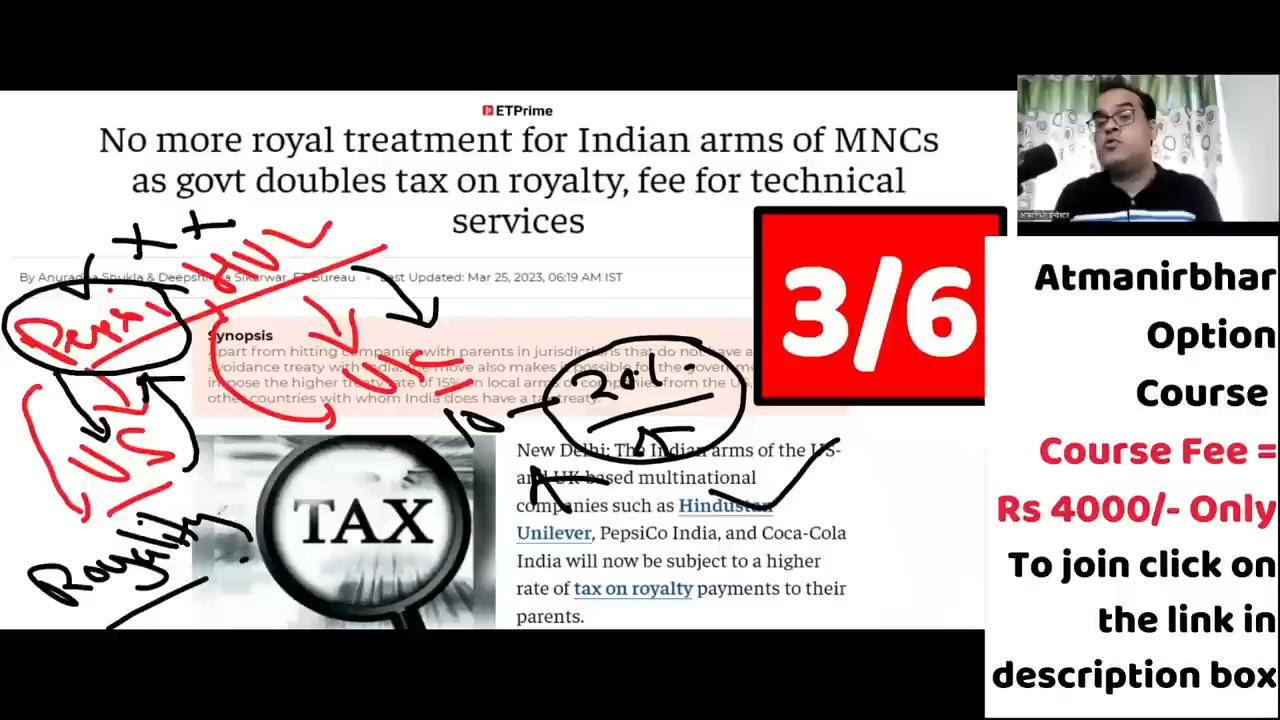 ETPrime
No more royal treatment for Indian arms of MNCs
as govt doubles tax on royalty, fee for technical
services
By Anuradha Shukla & Deepshikha Sikarwar, ET Bureau • Last Updated: Mar 25, 2023, 06:19 AM IST
Synopsis
Apart from hitting companies with parents in jurisdictions that do not have a
avoidance treaty with India, the move also makes it possible for the government
impose the higher treaty rate of 15% on local arms of companies from the US,
other countries with whom India does have a tax treaty.
Pepsi
HUL
US
UK
Royality
10
20%
A
TAX
New Delhi: The Indian arms of the US-
and UK-based multinational
companies such as Hindustan
Unilever, PepsiCo India, and Coca-Cola
India will now be subject to a higher
rate of tax on royalty payments to their
parents.
3/6
Atmanirbhar
Option
Course
Course Fee =
Rs 4000/- Only
To join click on
the link in
description box